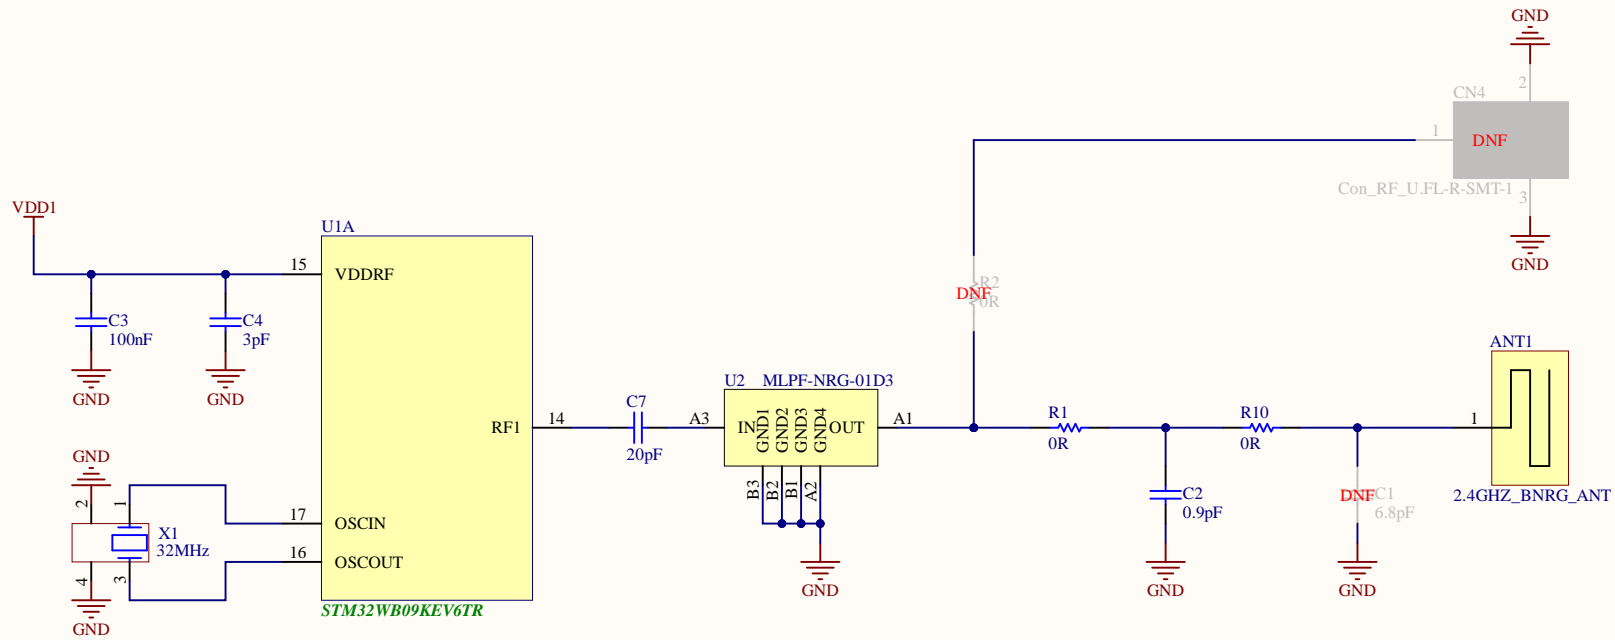 GND
2
CN4
1
DNF
Con_RF_U.FL-R-SMT-1
3
GND
VDD1
U1A
15
VDDRF
C3
100nF
C4
3pF
GND
GND
R2
DNF
0R
ANT1
U2 MLPF-NRG-01D3
C7
20pF
RF1
14
A3
IN
GND1
GND2
GND3
GND4
OUT
A1
B3
B2
B1
A2
GND
R1
0R
R10
0R
1
C2
0.9pF
GND
DNF
C1
6.8pF
GND
2.4GHZ_BNRG_ANT
GND
2
1
17
OSCIN
X1
32MHz
16
OSCOUT
4
3
GND
STM32WB09KEV6TR